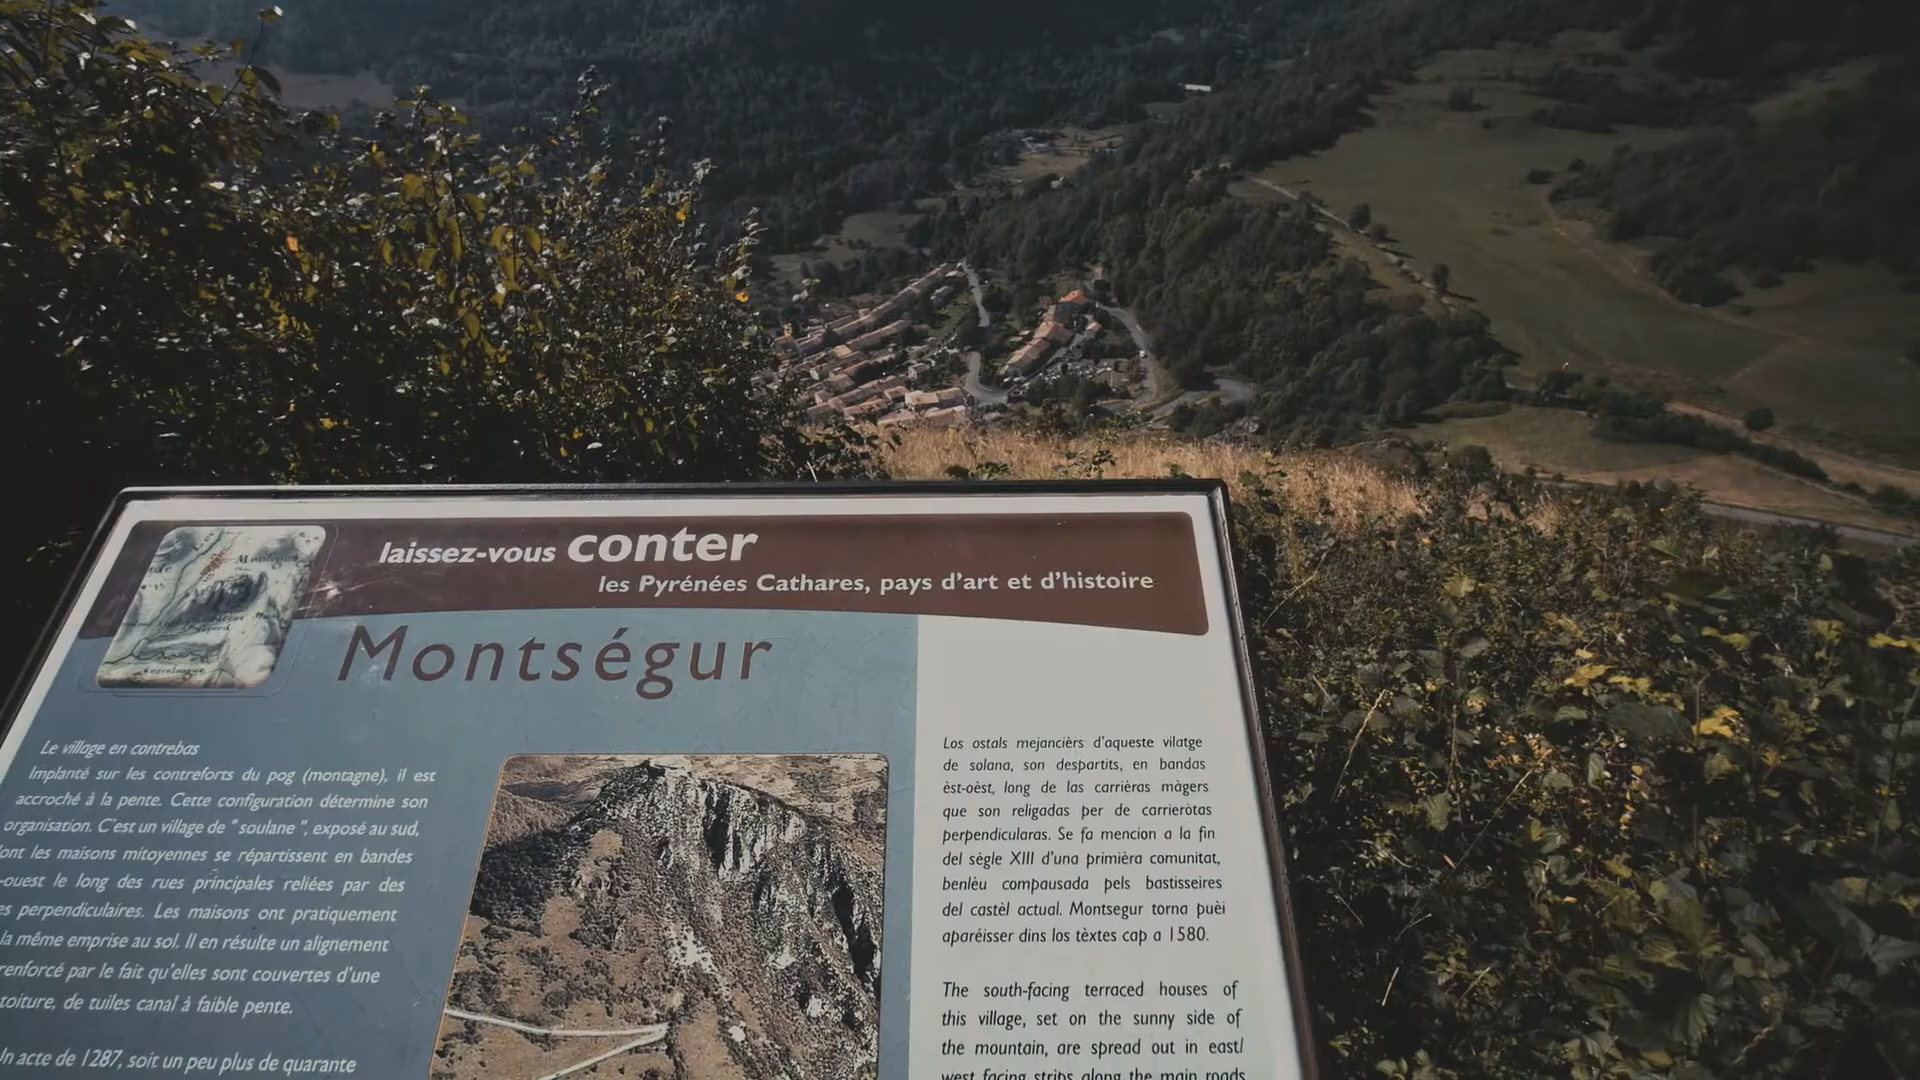 laissez-vous conter
les Pyrénées Cathares, pays d'art et d'histoire
Montségur
Le village en contrebas
Implanté sur les contreforts du pog (montagne), il est
accroché à la pente. Cette configuration détermine son
organisation. C'est un village de " soulane ", exposé au sud,
les maisons mitoyennes se répartissent en bandes
-ouest le long des rues principales reliées par des
perpendiculaires. Les maisons ont pratiquement
la même emprise au sol. Il en résulte un alignement
renforcé par le fait qu'elles sont couvertes d'une
toiture, de tuiles canal à faible pente.
acte de 1287, soit un peu plus de quarante
Los ostals mejancièrs d'aqueste vilatge
de solana, son despartits, en bandas
èst-oèst, long de las carrièras màgers
que son religadas per de carrieròtas
perpendicularas. Se fa mencion a la fin
del sègle XIII d'una primièra comunitat,
benlèu compausada pels bastisseires
del castèl actual. Montsegur torna puèi
aparéisser dins los tèxtes cap a 1580.
The south-facing terraced houses of
this village, set on the sunny side of
the mountain, are spread out in east/
west facing strips along the main roads